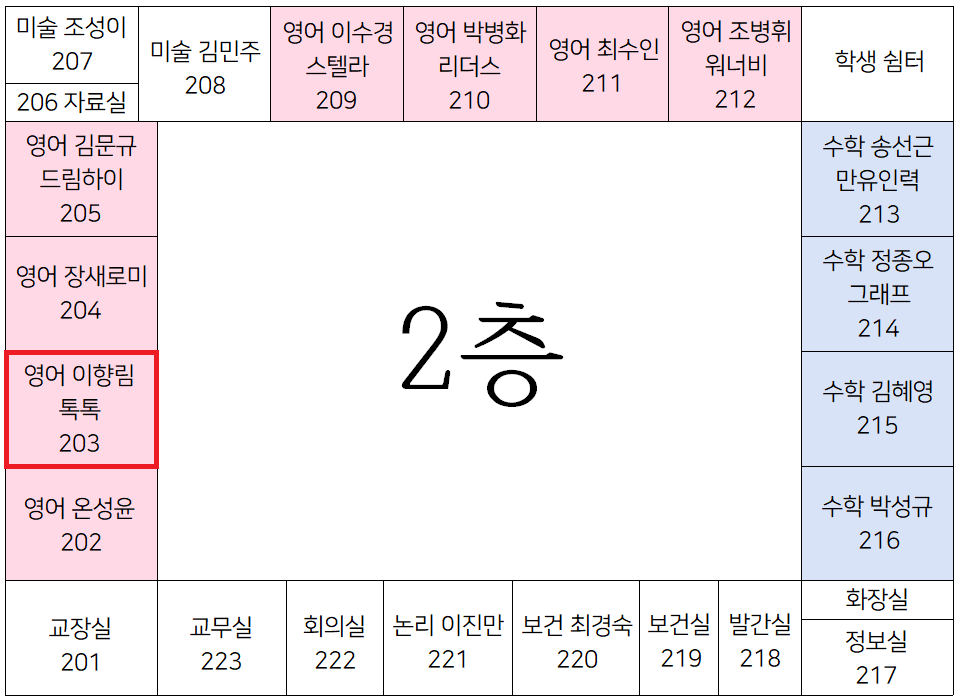 미술 조성이
207
206 자료실
미술 김민주
208
영어 이수경
스텔라
209
영어 박병화
리더스
210
영어 최수인
211
영어 조병휘
워너비
212
학생 쉼터
영어 김문규
드림하이
205
수학 송선근
만유인력
213
영어 장새로미
204
수학 정종오
그래프
214
2층
영어 이향림
톡톡
203
수학 김혜영
215
영어 온성윤
202
수학 박성규
216
교장실
201
교무실
223
회의실
222
논리 이진만
221
보건 최경숙
220
보건실
219
발간실
218
화장실
정보실
217